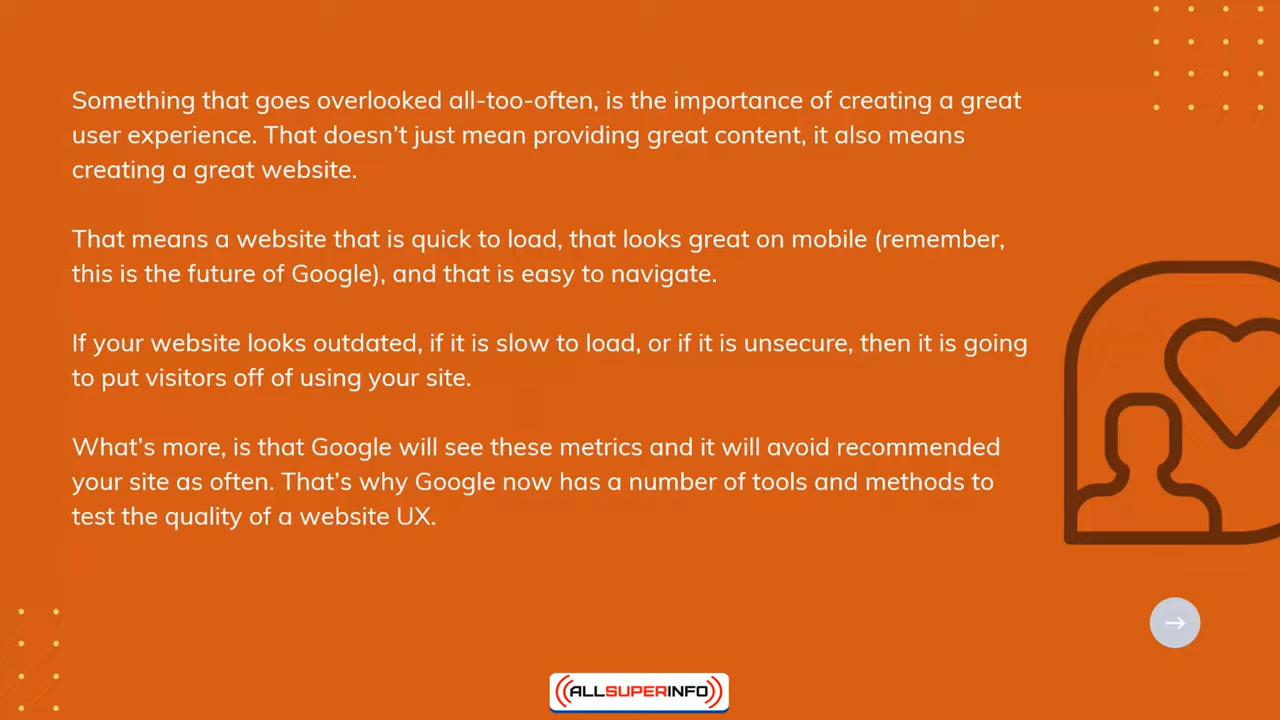 Something that goes overlooked all-too-often, is the importance of creating a great
user experience. That doesn’t just mean providing great content, it also means
creating a great website.
That means a website that is quick to load, that looks great on mobile (remember,
this is the future of Google), and that is easy to navigate.
If your website looks outdated, if it is slow to load, or if it is unsecure, then it is going
to put visitors off of using your site.
What’s more, is that Google will see these metrics and it will avoid recommended
your site as often. That’s why Google now has a number of tools and methods to
test the quality of a website UX.
ALLSUPERINFO